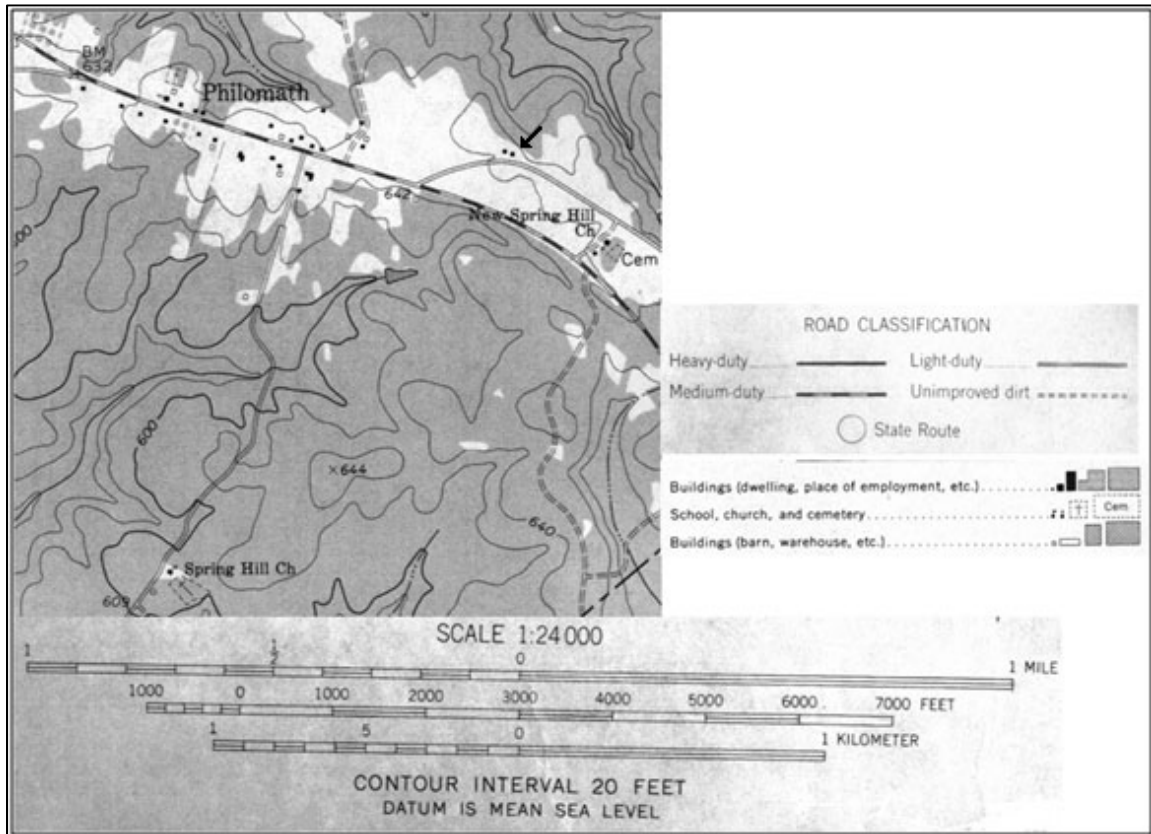 BM
632
Philomath
642
New Spring Hill
Ch
Cem
600
×644
640
Spring Hill Ch
609
ROAD CLASSIFICATION
Heavy-duty Light-duty
Medium-duty Unimproved dirt
State Route
Buildings (dwelling, place of employment, etc.)
School, church, and cemetery Cem
Buildings (barn, warehouse, etc.)
SCALE 1:24 000
1 1/2 0 1 MILE
1000 0 1000 2000 3000 4000 5000 6000 7000 FEET
1 5 0 1 KILOMETER
CONTOUR INTERVAL 20 FEET
DATUM IS MEAN SEA LEVEL